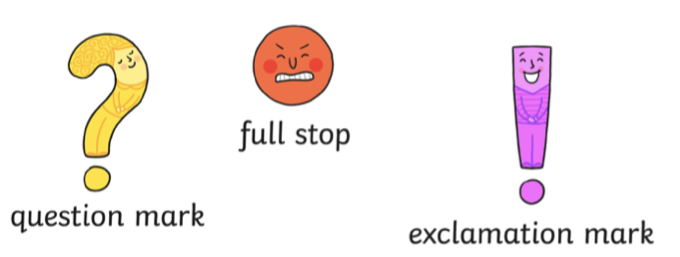 full stop
question mark
exclamation mark